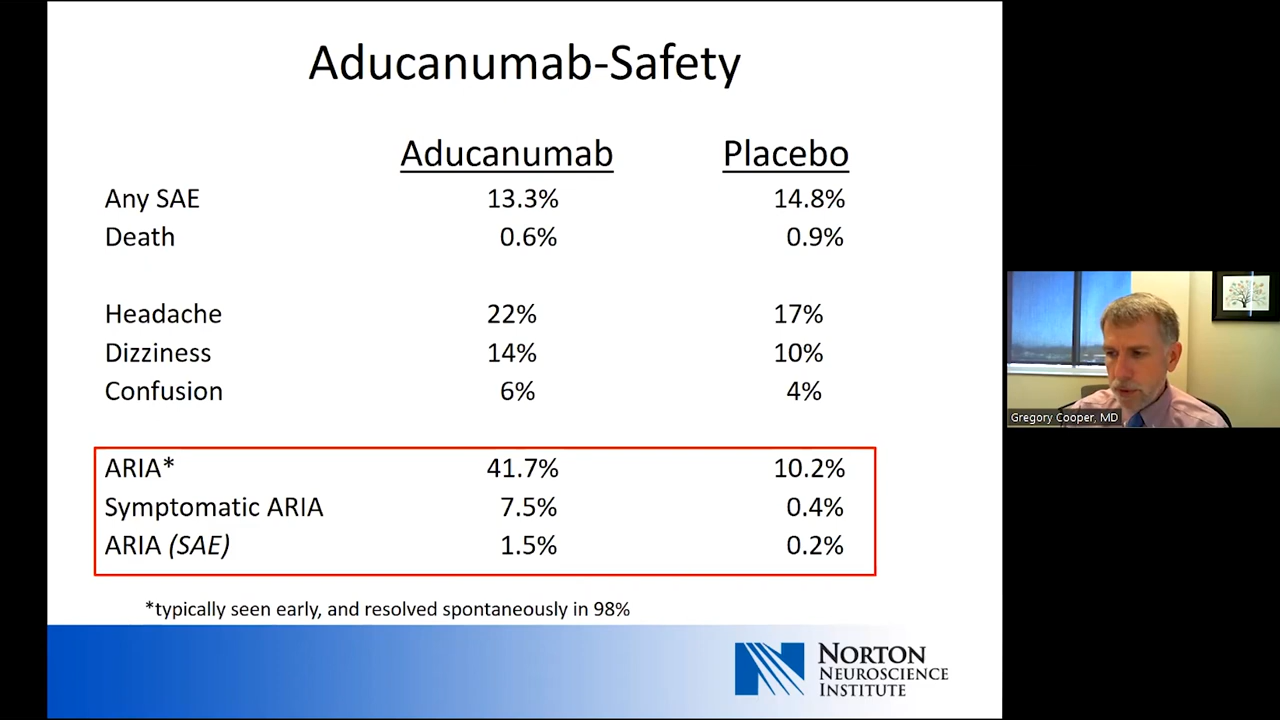 Aducanumab-Safety
Aducanumab Placebo
Any SAE 13.3% 14.8%
Death 0.6% 0.9%
Headache 22% 17%
Dizziness 14% 10%
Confusion 6% 4%
ARIA* 41.7% 10.2%
Symptomatic ARIA 7.5% 0.4%
ARIA (SAE) 1.5% 0.2%
*typically seen early, and resolved spontaneously in 98%
NORTON
NEUROSCIENCE
INSTITUTE
Gregory Cooper, MD